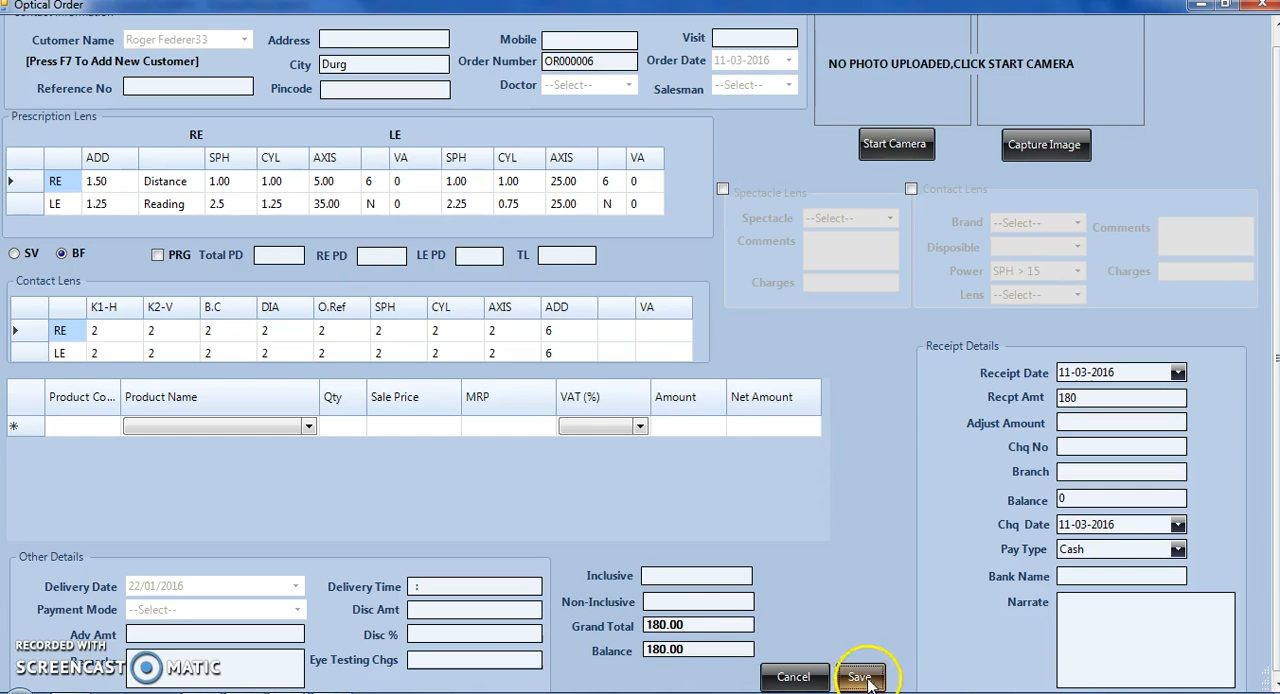 Optical Order
Contact Information
Cutomer Name Roger Federer33 Address Mobile Visit
[Press F7 To Add New Customer] City Durg Order Number OR000006 Order Date 11-03-2016
Reference No Pincode Doctor --Select-- Salesman --Select--
NO PHOTO UPLOADED,CLICK START CAMERA
Start Camera Capture Image
Prescription Lens
RE LE
ADD SPH CYL AXIS VA SPH CYL AXIS VA
RE 1.50 Distance 1.00 1.00 5.00 6 0 1.00 1.00 25.00 6 0
LE 1.25 Reading 2.5 1.25 35.00 N 0 2.25 0.75 25.00 N 0
SV BF PRG Total PD RE PD LE PD TL
Spectacle Lens
Spectacle --Select--
Comments
Charges
Contact Lens
Brand --Select-- Comments
Disposible
Power SPH > 15 Charges
Lens --Select--
Contact Lens
K1-H K2-V B.C DIA O.Ref SPH CYL AXIS ADD VA
RE 2 2 2 2 2 2 2 2 6
LE 2 2 2 2 2 2 2 2 6
Product Co... Product Name Qty Sale Price MRP VAT (%) Amount Net Amount
Receipt Details
Receipt Date 11-03-2016
Recpt Amt 180
Adjust Amount
Chq No
Branch
Balance 0
Chq Date 11-03-2016
Pay Type Cash
Bank Name
Narrate
Other Details
Delivery Date 22/01/2016 Delivery Time :
Payment Mode --Select-- Disc Amt
Adv Amt Disc %
Eye Testing Chgs
Inclusive
Non-Inclusive
Grand Total 180.00
Balance 180.00
Cancel Save
RECORDED WITH
SCREENCAST MATIC